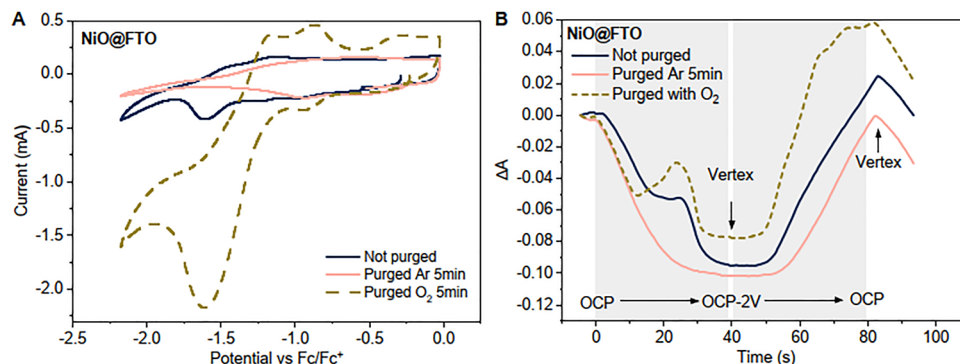 A
NiO@FTO
0.5
0.0
-0.5
-1.0
-1.5
-2.0
Current (mA)
Not purged
Purged Ar 5min
Purged O₂ 5min
-2.5 -2.0 -1.5 -1.0 -0.5 0.0 0.5
Potential vs Fc/Fc⁺
B
NiO@FTO
Not purged
Purged Ar 5min
Purged with O₂
0.06
0.04
0.02
0.00
-0.02
-0.04
-0.06
-0.08
-0.10
-0.12
ΔA
Vertex
Vertex
OCP OCP-2V OCP
0 20 40 60 80 100
Time (s)